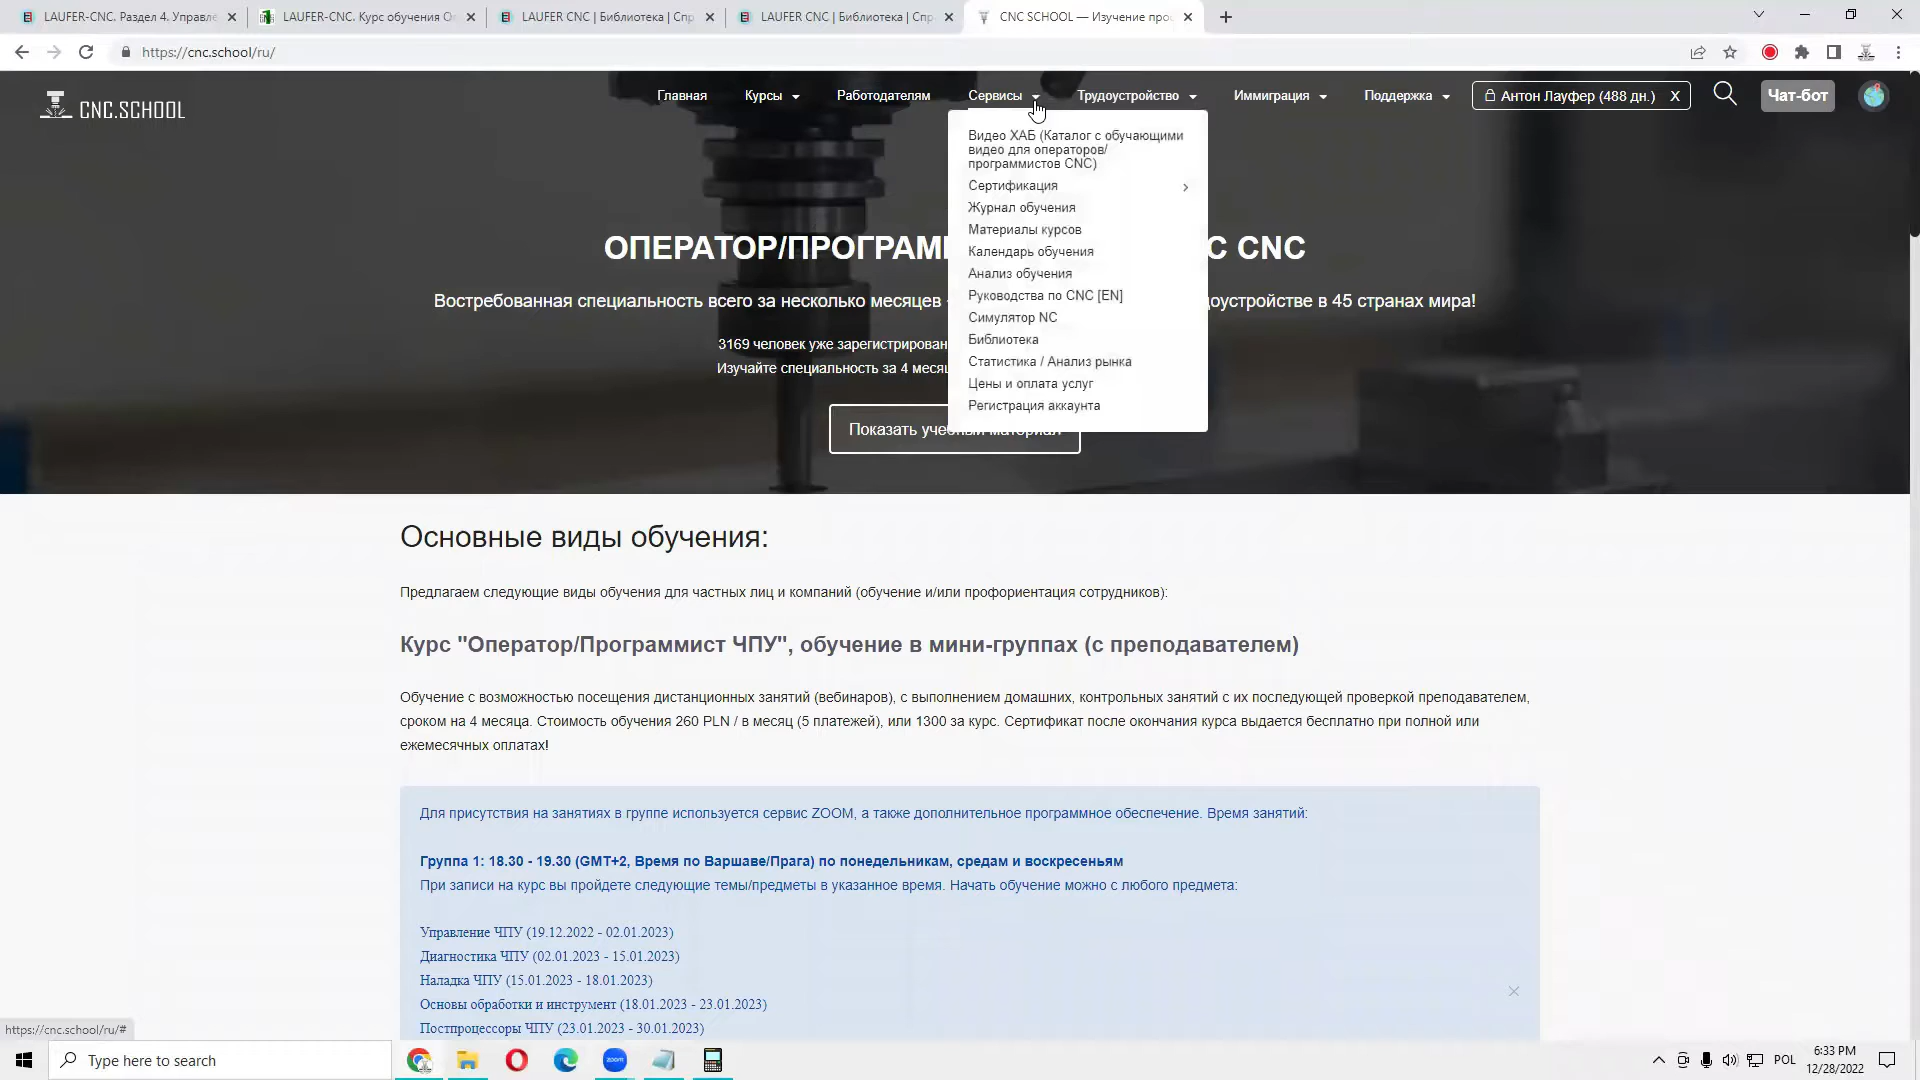 LAUFER-CNC. Раздел 4. Управле
LAUFER-CNC. Курс обучения О
LAUFER CNC | Библиотека | Спр
LAUFER CNC | Библиотека | Спр
CNC SCHOOL — Изучение про
https://cnc.school/ru/
CNC.SCHOOL
Главная
Курсы
Работодателям
Сервисы
Трудоустройство
Иммиграция
Поддержка
Антон Лауфер (488 дн.) X
Чат-бот
Видео ХАБ (Каталог с обучающими
видео для операторов/
программистов CNC)
Сертификация
Журнал обучения
Материалы курсов
Календарь обучения
Анализ обучения
Руководства по CNC [EN]
Симулятор NC
Библиотека
Статистика / Анализ рынка
Цены и оплата услуг
Регистрация аккаунта
ОПЕРАТОР/ПРОГРАМ С CNC
Востребованная специальность всего за несколько месяцев - доустройстве в 45 странах мира!
3169 человек уже зарегистрирован
Изучайте специальность за 4 месяц
Показать учебный материал
Основные виды обучения:
Предлагаем следующие виды обучения для частных лиц и компаний (обучение и/или профориентация сотрудников):
Курс "Оператор/Программист ЧПУ", обучение в мини-группах (с преподавателем)
Обучение с возможностью посещения дистанционных занятий (вебинаров), с выполнением домашних, контрольных занятий с их последующей проверкой преподавателем,
сроком на 4 месяца. Стоимость обучения 260 PLN / в месяц (5 платежей), или 1300 за курс. Сертификат после окончания курса выдается бесплатно при полной или
ежемесячных оплатах!
Для присутствия на занятиях в группе используется сервис ZOOM, а также дополнительное программное обеспечение. Время занятий:
Группа 1: 18.30 - 19.30 (GMT+2, Время по Варшаве/Прага) по понедельникам, средам и воскресеньям
При записи на курс вы пройдете следующие темы/предметы в указанное время. Начать обучение можно с любого предмета:
Управление ЧПУ (19.12.2022 - 02.01.2023)
Диагностика ЧПУ (02.01.2023 - 15.01.2023)
Наладка ЧПУ (15.01.2023 - 18.01.2023)
Основы обработки и инструмент (18.01.2023 - 23.01.2023)
Постпроцессоры ЧПУ (23.01.2023 - 30.01.2023)
https://cnc.school/ru/#
Type here to search
zoom
POL
6:33 PM
12/28/2022